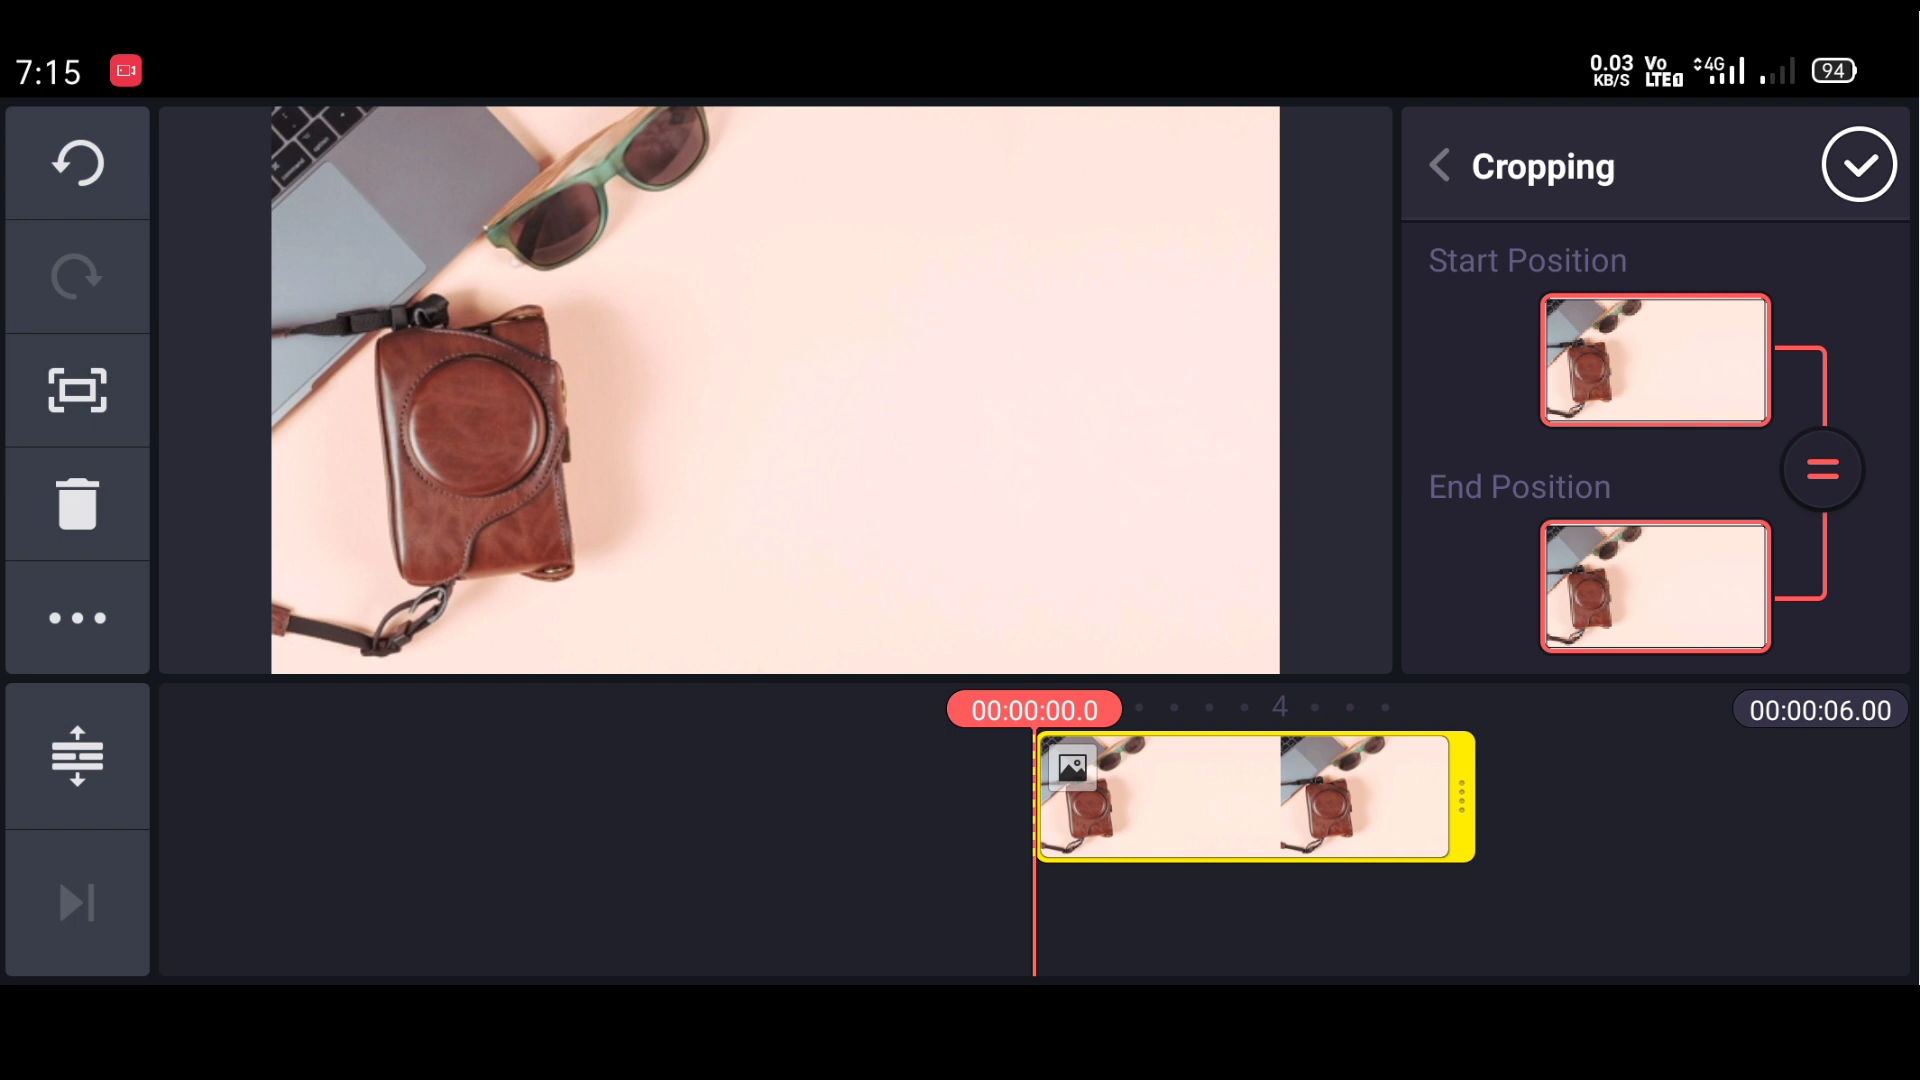 7:15
0.03 KB/S
Vo LTE1
4G
94
Cropping
Start Position
End Position
00:00:00.0
4
00:00:06.00